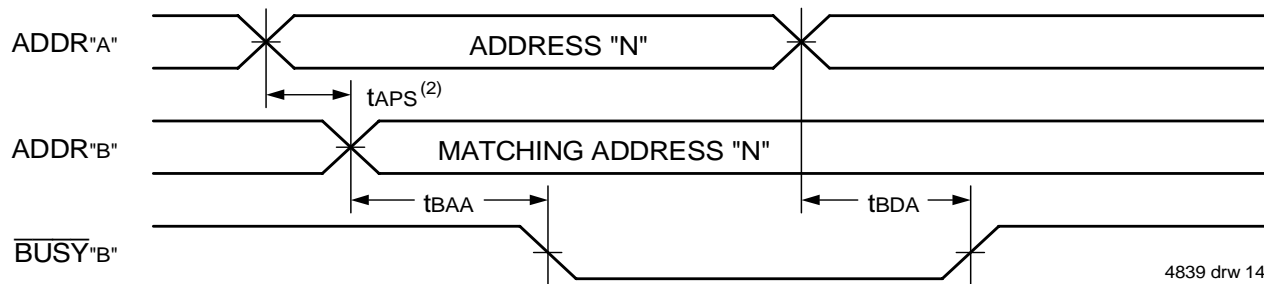 ADDR"A"
ADDRESS "N"
tAPS(2)
ADDR"B"
MATCHING ADDRESS "N"
tBAA
tBDA
BUSY"B"
4839 drw 14